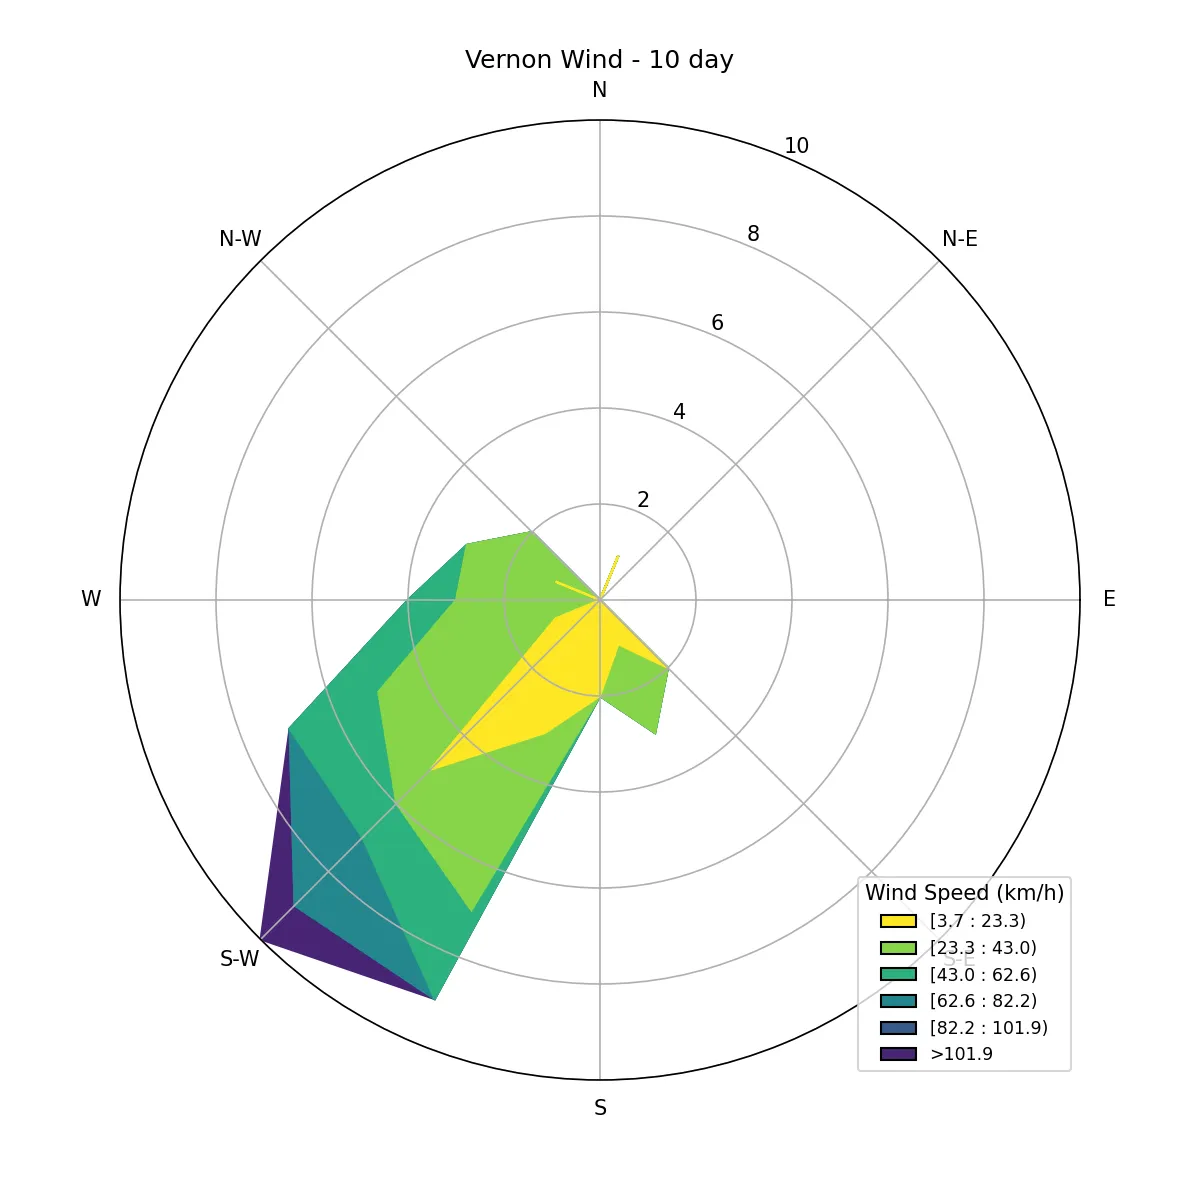 Vernon Wind - 10 day
N
10
N-W
8
N-E
6
4
2
W
E
Wind Speed (km/h)
[3.7 : 23.3)
[23.3 : 43.0)
S-W
S-E
[43.0 : 62.6)
[62.6 : 82.2)
[82.2 : 101.9)
>101.9
S